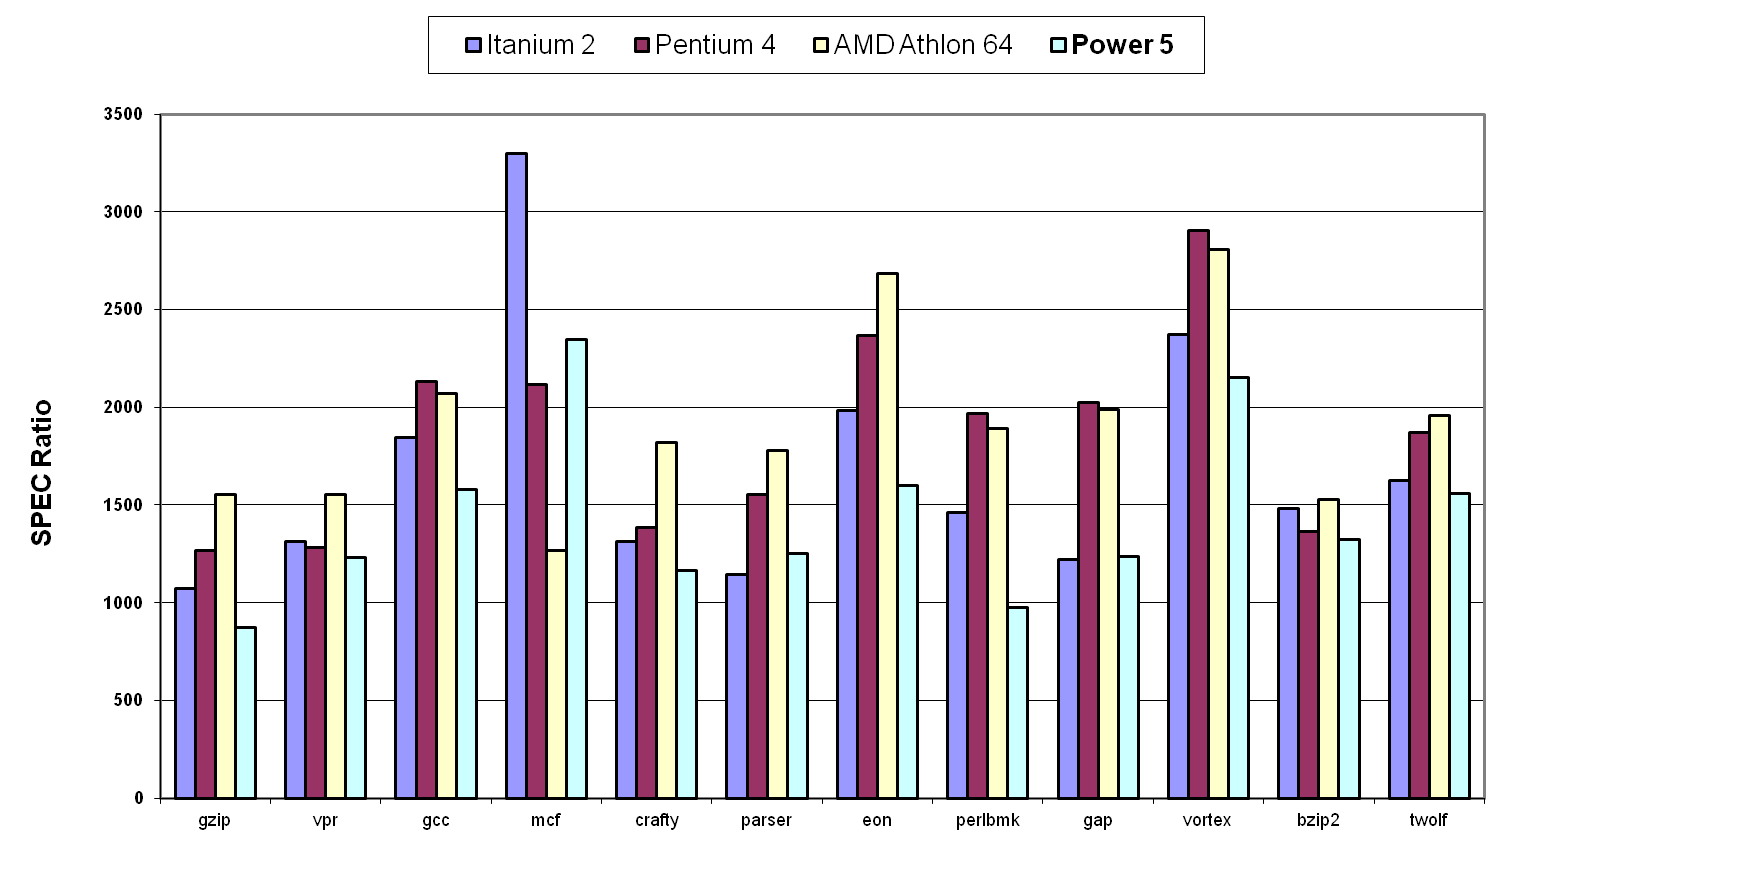 Itanium 2 Pentium 4 AMD Athlon 64 Power 5
3500
3000
2500
2000
1500
1000
500
0
SPEC Ratio
gzip vpr gcc mcf crafty parser eon perlbmk gap vortex bzip2 twolf